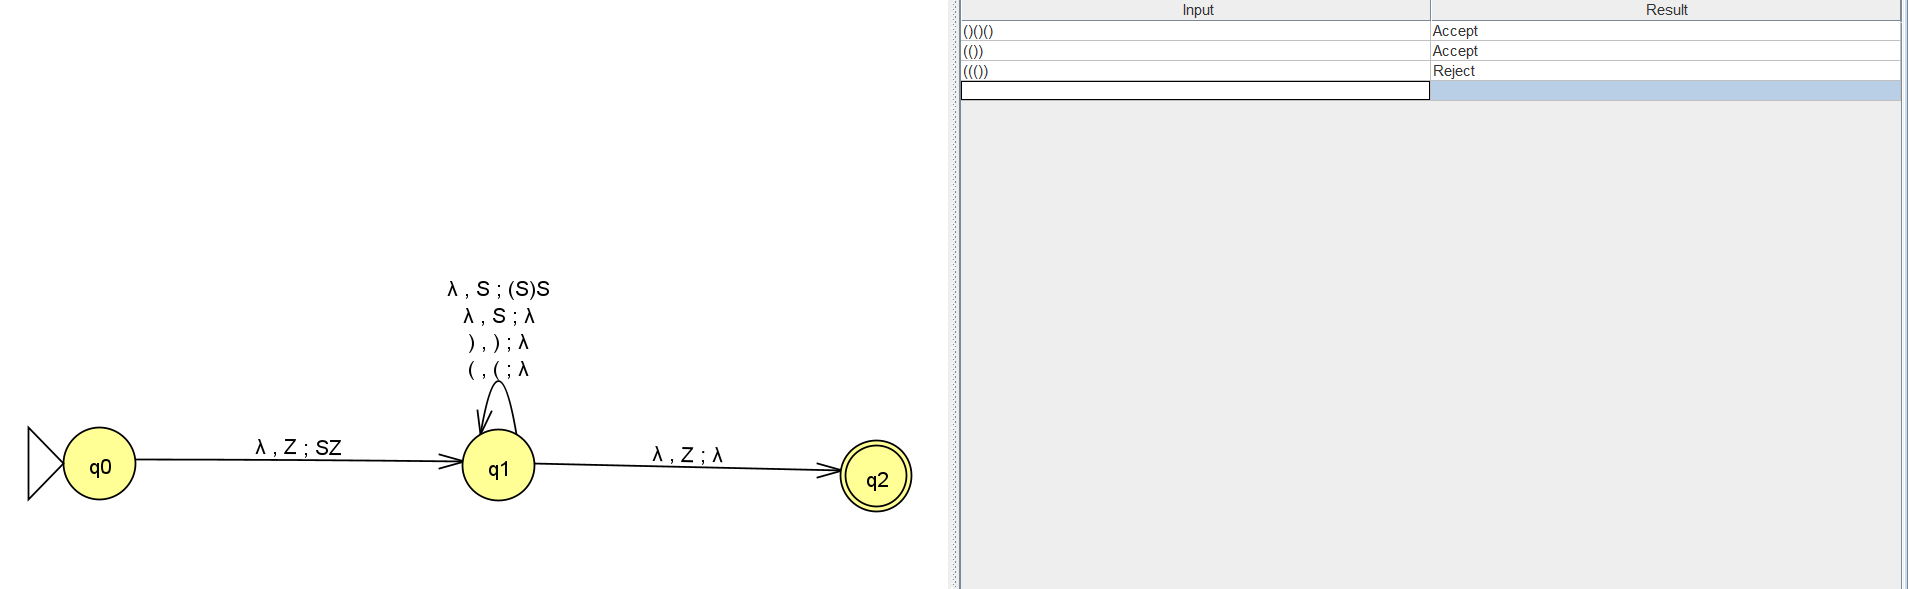 Input Result
()()() Accept
(()) Accept
((()) Reject
λ , S ; (S)S
λ , S ; λ
) , ) ; λ
( , ( ; λ
λ , Z ; SZ
λ , Z ; λ
q0
q1
q2